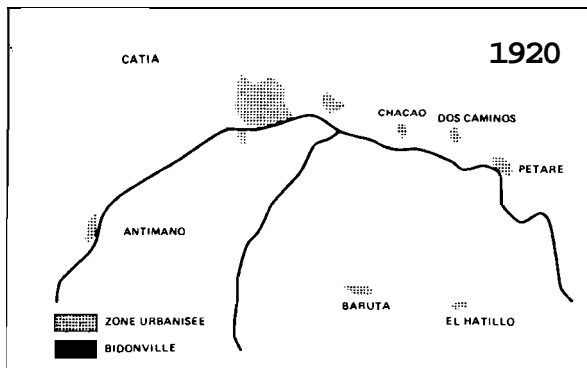 1920
CATIA
CHACAO
DOS CAMINOS
PETARE
ANTIMANO
BARUTA
EL HATILLO
ZONE URBANISEE
BIDONVILLE